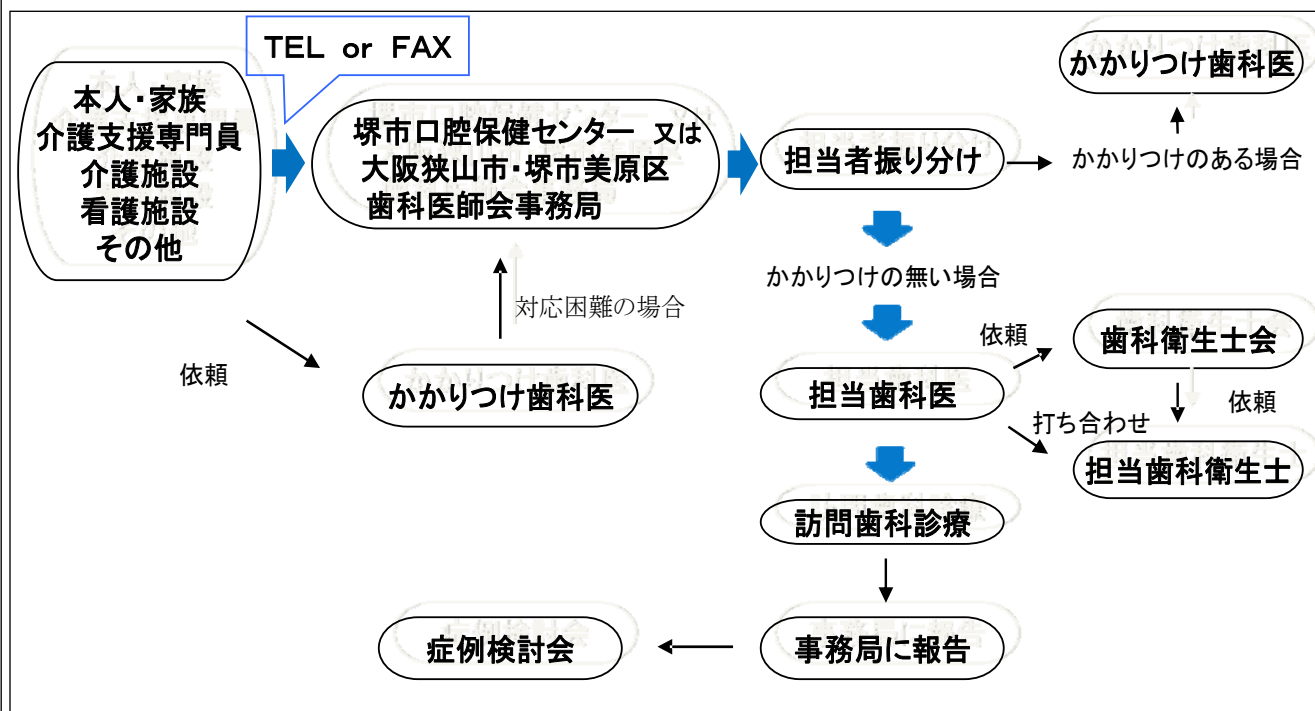 TEL or FAX
本人・家族
介護支援専門員
介護施設
看護施設
その他
堺市口腔保健センター 又は
大阪狭山市・堺市美原区
歯科医師会事務局
担当者振り分け
かかりつけ歯科医
かかりつけのある場合
かかりつけの無い場合
対応困難の場合
依頼
かかりつけ歯科医
担当歯科医
依頼
歯科衛生士会
依頼
打ち合わせ
担当歯科衛生士
訪問歯科診療
事務局に報告
症例検討会